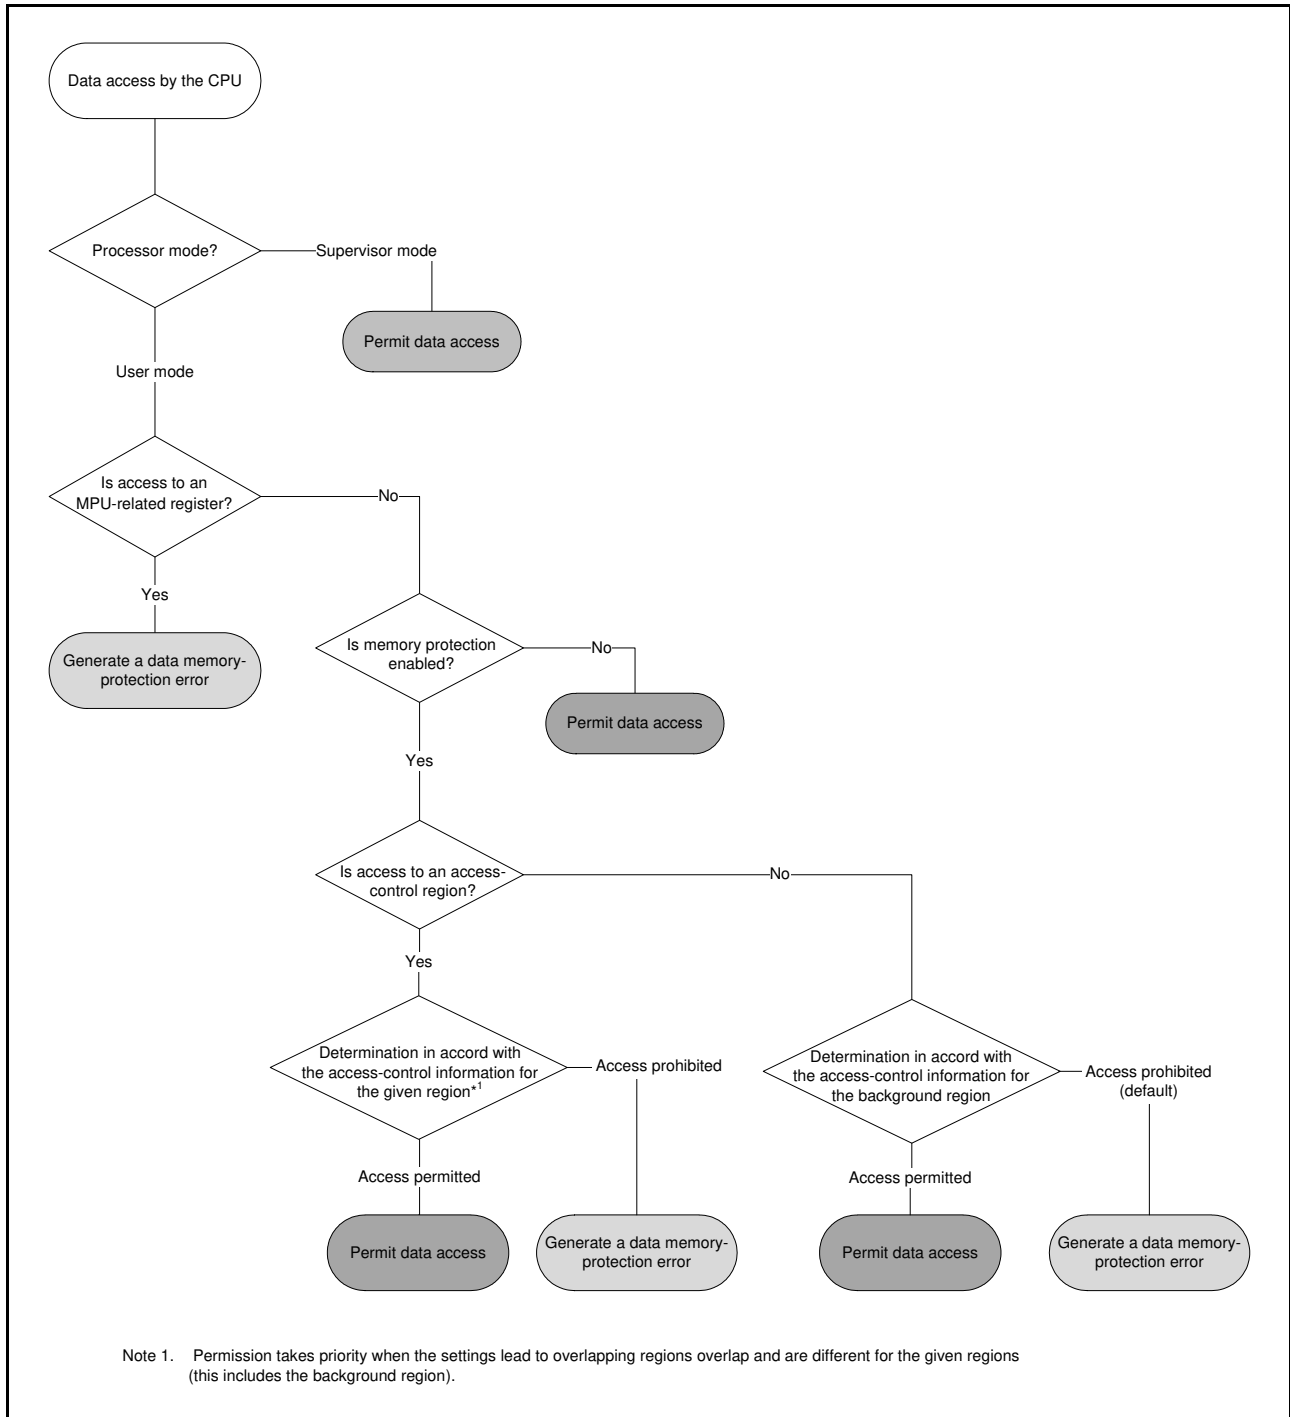 Data access by the CPU
Processor mode?
Supervisor mode
Permit data access
User mode
Is access to an
MPU-related register?
No
Yes
Generate a data memory-
protection error
Is memory protection
enabled?
No
Permit data access
Yes
Is access to an access-
control region?
No
Yes
Determination in accord with
the access-control information for
the given region*1
Access prohibited
Determination in accord with
the access-control information for
the background region
Access prohibited
(default)
Access permitted
Access permitted
Permit data access
Generate a data memory-
protection error
Permit data access
Generate a data memory-
protection error
Note 1. Permission takes priority when the settings lead to overlapping regions overlap and are different for the given regions
(this includes the background region).